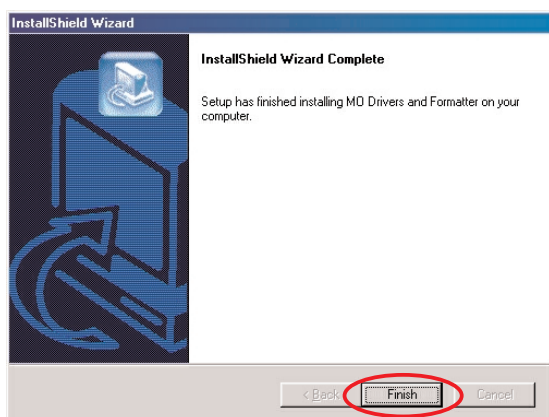 InstallShield Wizard
InstallShield Wizard Complete
Setup has finished installing MO Drivers and Formatter on your
computer.
< Back
Finish
Cancel